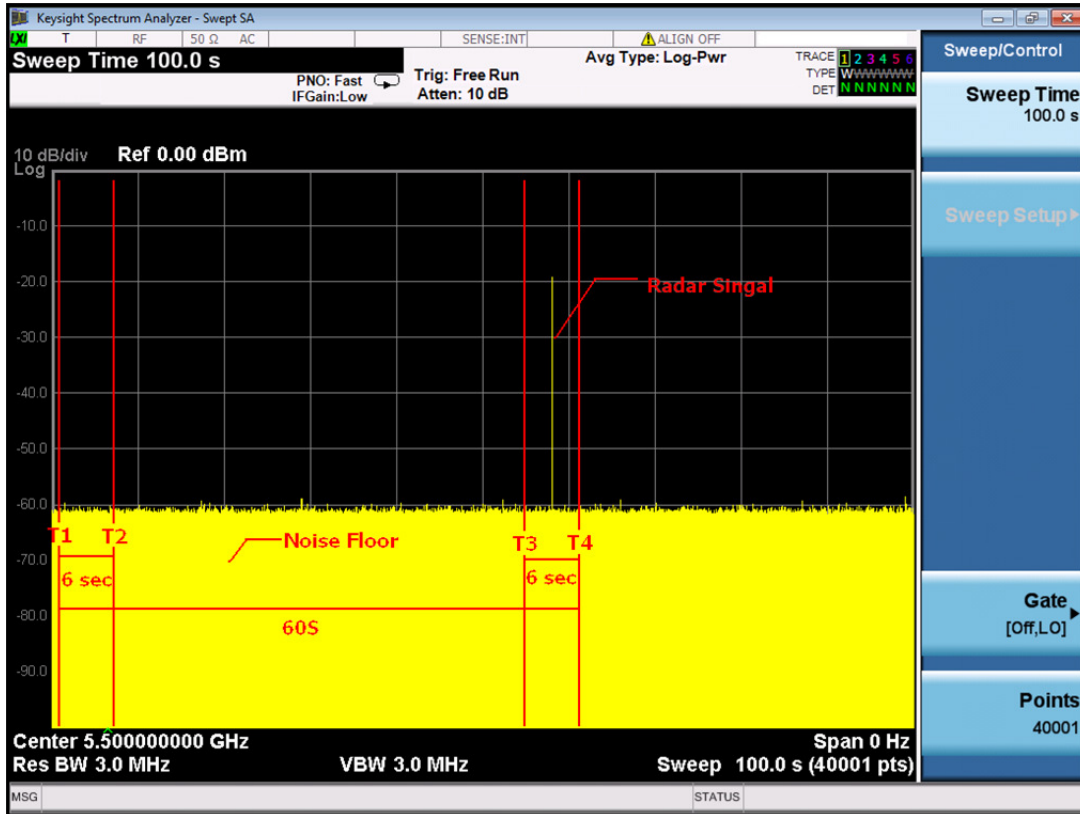 Keysight Spectrum Analyzer - Swept SA
LXI T RF 50 Ω AC SENSE:INT ALIGN OFF
Sweep Time 100.0 s
PNO: Fast
IFGain:Low
Trig: Free Run
Atten: 10 dB
Avg Type: Log-Pwr
TRACE 1 2 3 4 5 6
TYPE WWWWWW
DET N N N N N N
10 dB/div
Log
Ref 0.00 dBm
-10.0
-20.0
-30.0
-40.0
-50.0
-60.0
-70.0
-80.0
-90.0
Radar Singal
T1
T2
Noise Floor
T3
T4
6 sec
6 sec
60S
Center 5.500000000 GHz
Span 0 Hz
Res BW 3.0 MHz
VBW 3.0 MHz
Sweep 100.0 s (40001 pts)
MSG
STATUS
Sweep/Control
Sweep Time
100.0 s
Sweep Setup
Gate
[Off,LO]
Points
40001